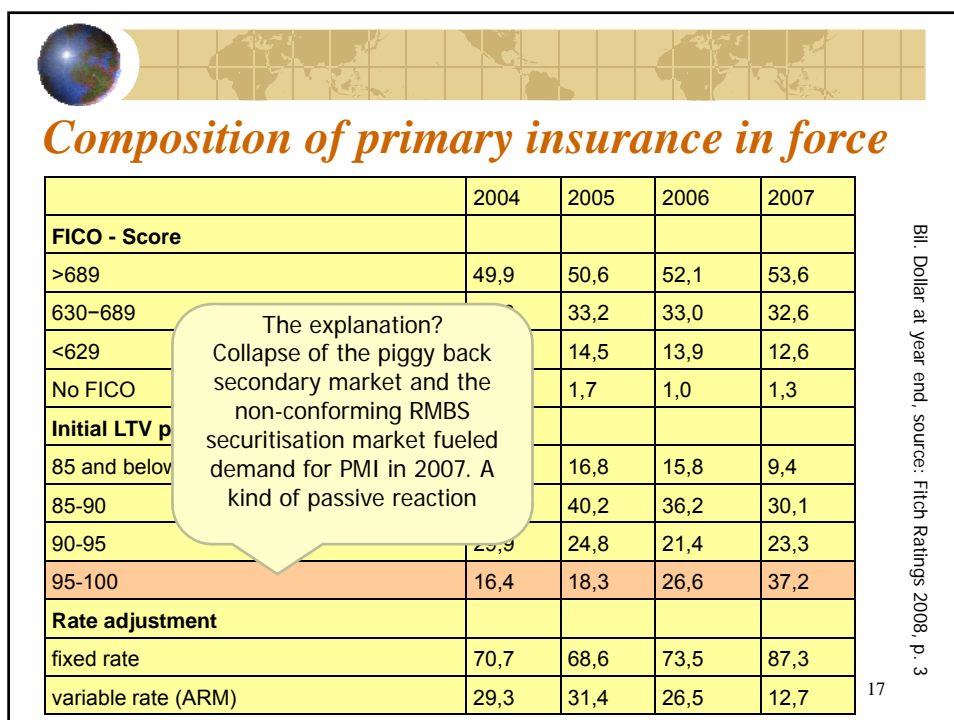 Composition of primary insurance in force
2004 2005 2006 2007
FICO - Score
>689 49,9 50,6 52,1 53,6
630–689 33,2 33,0 32,6
<629 14,5 13,9 12,6
No FICO 1,7 1,0 1,3
Initial LTV p
85 and below 16,8 15,8 9,4
85-90 40,2 36,2 30,1
90-95 29,9 24,8 21,4 23,3
95-100 16,4 18,3 26,6 37,2
Rate adjustment
fixed rate 70,7 68,6 73,5 87,3
variable rate (ARM) 29,3 31,4 26,5 12,7
The explanation?
Collapse of the piggy back
secondary market and the
non-conforming RMBS
securitisation market fueled
demand for PMI in 2007. A
kind of passive reaction
Bil. Dollar at year end, source: Fitch Ratings 2008, p. 3
17